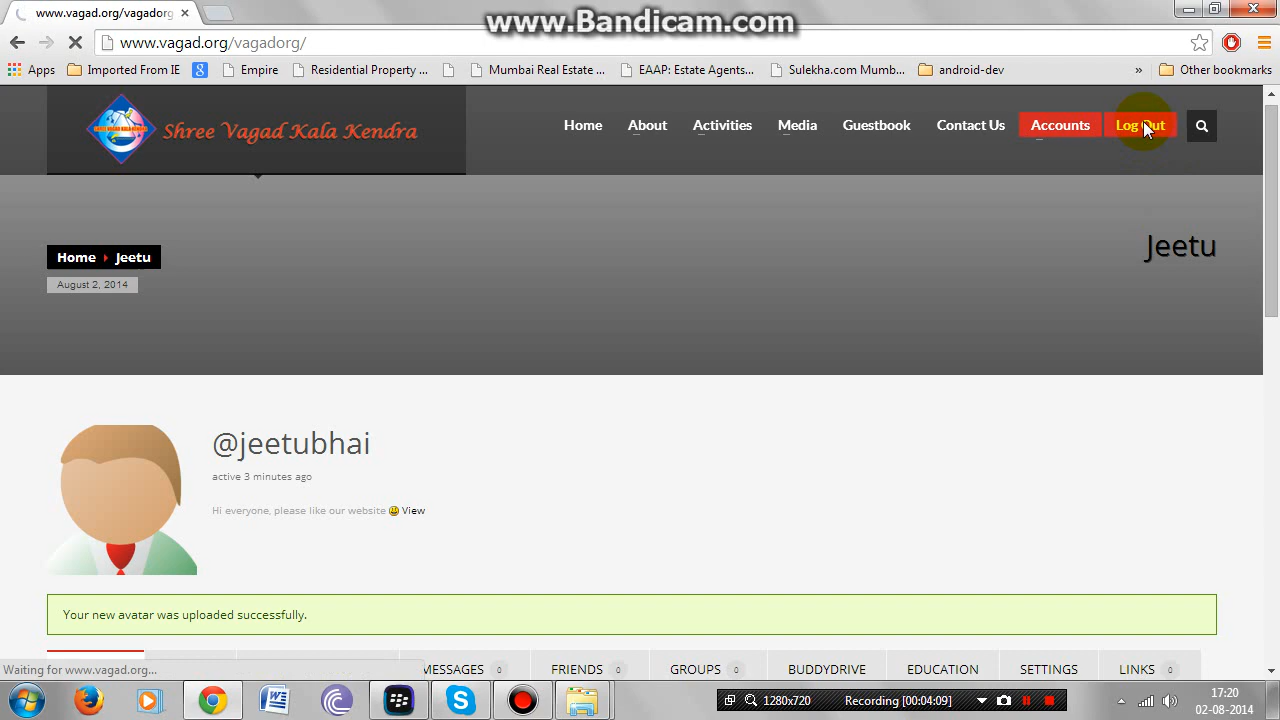 www.vagad.org/vagadorg
www.Bandicam.com
www.vagad.org/vagadorg/
Apps Imported From IE Empire Residential Property ... Mumbai Real Estate ... EAAP: Estate Agents... Sulekha.com Mumb... android-dev » Other bookmarks
Shree Vagad Kala Kendra
Home About Activities Media Guestbook Contact Us Accounts Log Out
Home Jeetu
Jeetu
August 2, 2014
@jeetubhai
active 3 minutes ago
Hi everyone, please like our website View
Your new avatar was uploaded successfully.
MESSAGES 0 FRIENDS 0 GROUPS 0 BUDDYDRIVE EDUCATION SETTINGS LINKS 0
Waiting for www.vagad.org...
1280x720 Recording [00:04:09]
17:20
02-08-2014